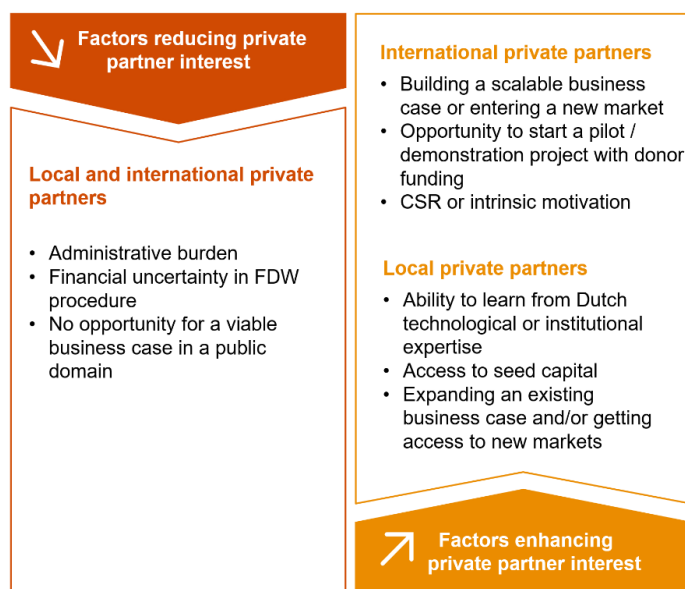 Factors reducing private
partner interest
Local and international private
partners
• Administrative burden
• Financial uncertainty in FDW
procedure
• No opportunity for a viable
business case in a public
domain
International private partners
• Building a scalable business
case or entering a new market
• Opportunity to start a pilot /
demonstration project with donor
funding
• CSR or intrinsic motivation
Local private partners
• Ability to learn from Dutch
technological or institutional
expertise
• Access to seed capital
• Expanding an existing
business case and/or getting
access to new markets
Factors enhancing
private partner interest